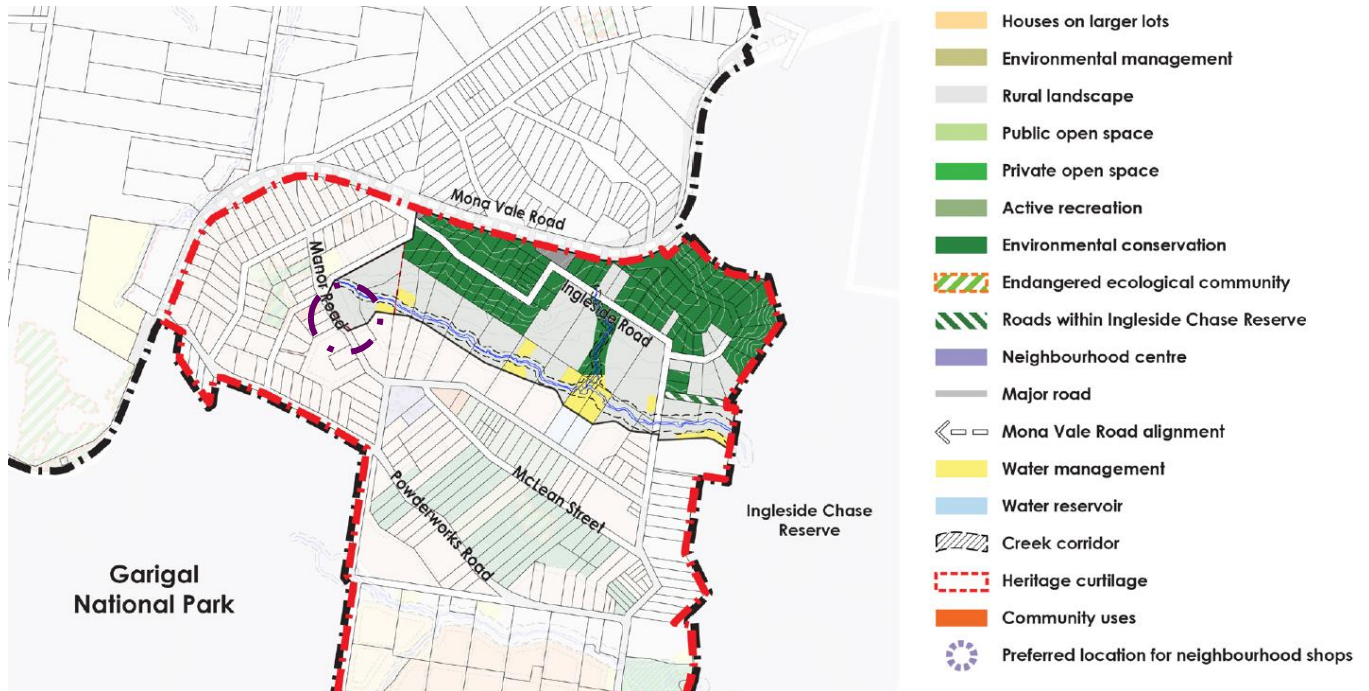 Mona Vale Road
Manor Road
Ingleside Road
McLean Street
Powderworks Road
Ingleside Chase
Reserve
Garigal
National Park
Houses on larger lots
Environmental management
Rural landscape
Public open space
Private open space
Active recreation
Environmental conservation
Endangered ecological community
Roads within Ingleside Chase Reserve
Neighbourhood centre
Major road
Mona Vale Road alignment
Water management
Water reservoir
Creek corridor
Heritage curtilage
Community uses
Preferred location for neighbourhood shops